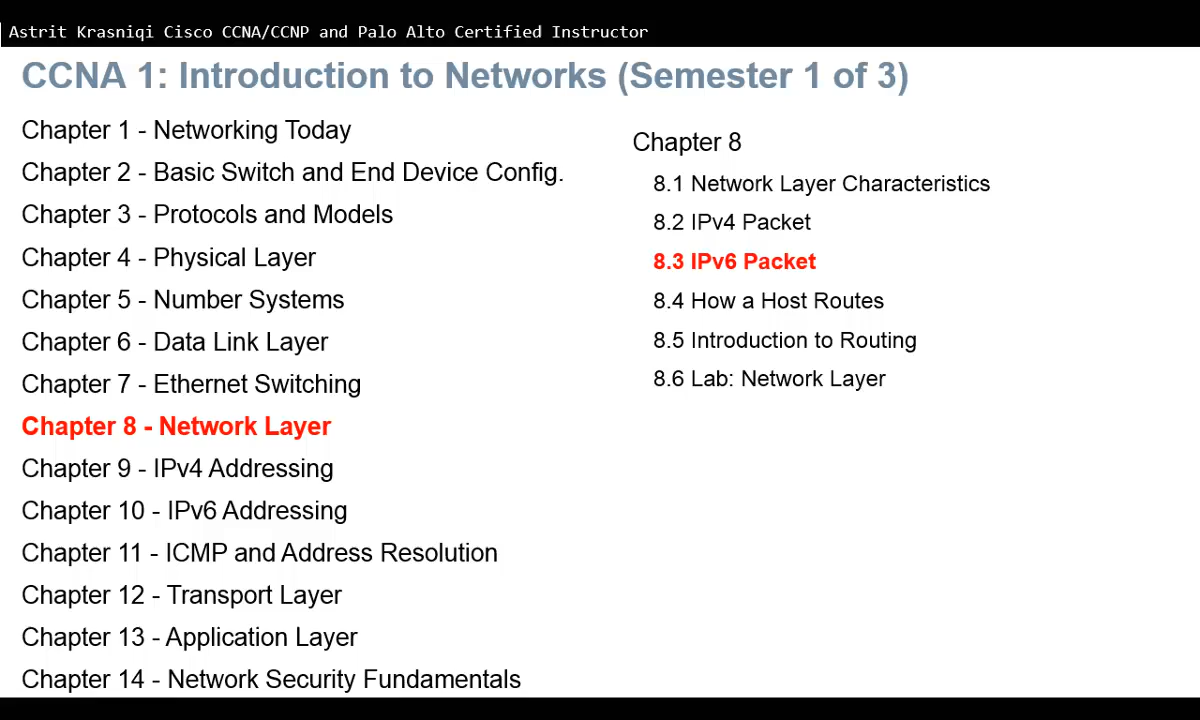 Astrit Krasniqi Cisco CCNA/CCNP and Palo Alto Certified Instructor
CCNA 1: Introduction to Networks (Semester 1 of 3)
Chapter 1 - Networking Today
Chapter 2 - Basic Switch and End Device Config.
Chapter 3 - Protocols and Models
Chapter 4 - Physical Layer
Chapter 5 - Number Systems
Chapter 6 - Data Link Layer
Chapter 7 - Ethernet Switching
Chapter 8 - Network Layer
Chapter 9 - IPv4 Addressing
Chapter 10 - IPv6 Addressing
Chapter 11 - ICMP and Address Resolution
Chapter 12 - Transport Layer
Chapter 13 - Application Layer
Chapter 14 - Network Security Fundamentals
Chapter 8
8.1 Network Layer Characteristics
8.2 IPv4 Packet
8.3 IPv6 Packet
8.4 How a Host Routes
8.5 Introduction to Routing
8.6 Lab: Network Layer